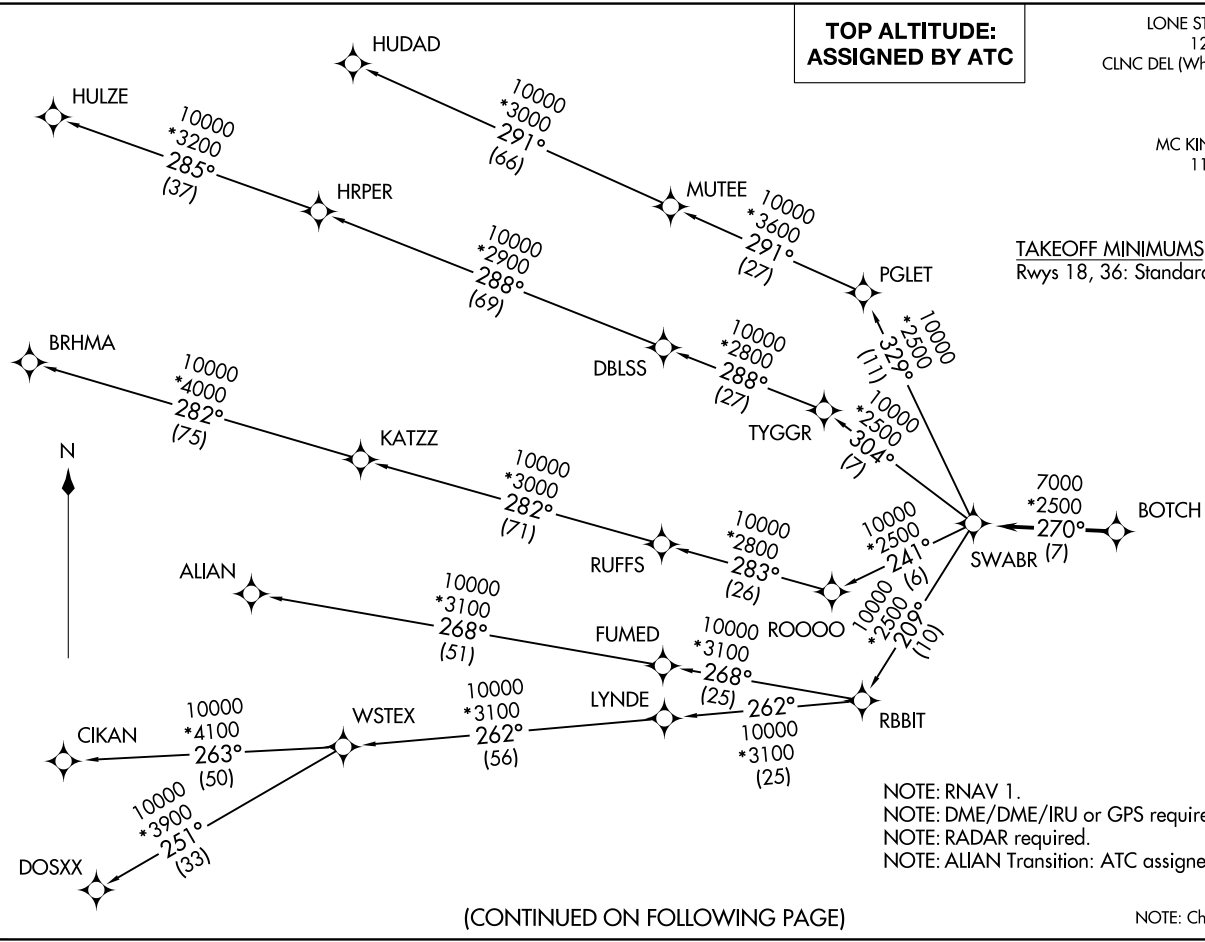 TOP ALTITUDE:
ASSIGNED BY ATC
LONE ST
12
CLNC DEL (Wh
MC KIN
11
TAKEOFF MINIMUMS
Rwys 18, 36: Standard
HUDAD
10000
*3000
291°
(66)
HULZE
10000
*3200
285°
(37)
HRPER
MUTEE
10000
*3600
291°
(27)
PGLET
10000
*2900
288°
(69)
10000
*2500
329°
(11)
BRHMA
10000
*4000
282°
(75)
DBLSS
10000
*2800
288°
(27)
TYGGR
10000
*2500
304°
(7)
N
KATZZ
10000
*3000
282°
(71)
RUFFS
10000
*2800
283°
(26)
ROOOO
10000
*2500
241°
(6)
SWABR
7000
*2500
270°
(7)
BOTCH
10000
*2500
209°
(10)
ALIAN
10000
*3100
268°
(51)
FUMED
10000
*3100
268°
(25)
RBBIT
LYNDE
262°
10000
*3100
(25)
WSTEX
10000
*3100
262°
(56)
CIKAN
10000
*4100
263°
(50)
10000
*3900
251°
(33)
DOSXX
NOTE: RNAV 1.
NOTE: DME/DME/IRU or GPS require
NOTE: RADAR required.
NOTE: ALIAN Transition: ATC assigne
(CONTINUED ON FOLLOWING PAGE)
NOTE: Ch